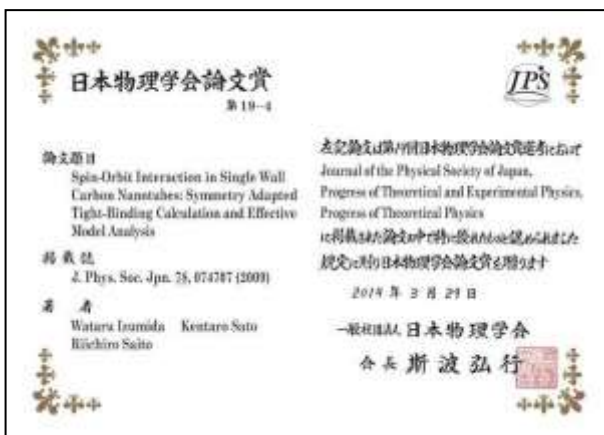 日本物理学会論文賞
第19-4
論文題目
Spin-Orbit Interaction in Single Wall
Carbon Nanotubes: Symmetry Adapted
Tight-Binding Calculation and Effective
Model Analysis
掲載誌
J. Phys. Soc. Jpn. 78, 074707 (2009)
著者
Wataru Izumida Kentaro Sato
Riichiro Saito
JPS
左記論文は第19回日本物理学会論文賞選考において
Journal of the Physical Society of Japan,
Progress of Theoretical and Experimental Physics,
Progress of Theoretical Physics
に掲載された論文の中で特に優れたものと認められました
規定に則り日本物理学会論文賞を贈ります
2014年3月29日
一般社団法人 日本物理学会
会長 斯波弘行